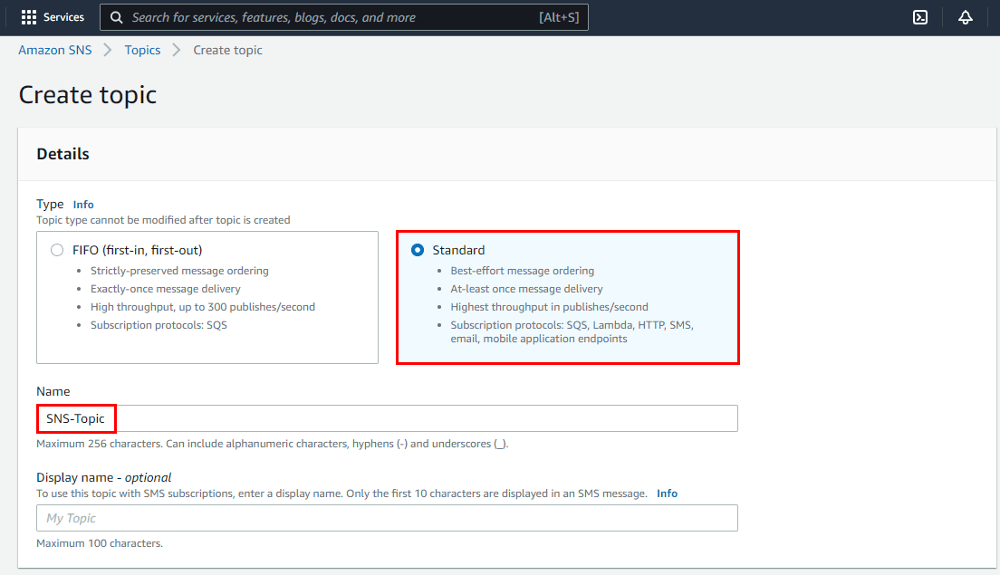 Services Search for services, features, blogs, docs, and more [Alt+S]
Amazon SNS Topics Create topic
Create topic
Details
Type Info
Topic type cannot be modified after topic is created
FIFO (first-in, first-out)
Strictly-preserved message ordering
Exactly-once message delivery
High throughput, up to 300 publishes/second
Subscription protocols: SQS
Standard
Best-effort message ordering
At-least once message delivery
Highest throughput in publishes/second
Subscription protocols: SQS, Lambda, HTTP, SMS,
email, mobile application endpoints
Name
SNS-Topic
Maximum 256 characters. Can include alphanumeric characters, hyphens (-) and underscores (_).
Display name - optional
To use this topic with SMS subscriptions, enter a display name. Only the first 10 characters are displayed in an SMS message. Info
My Topic
Maximum 100 characters.